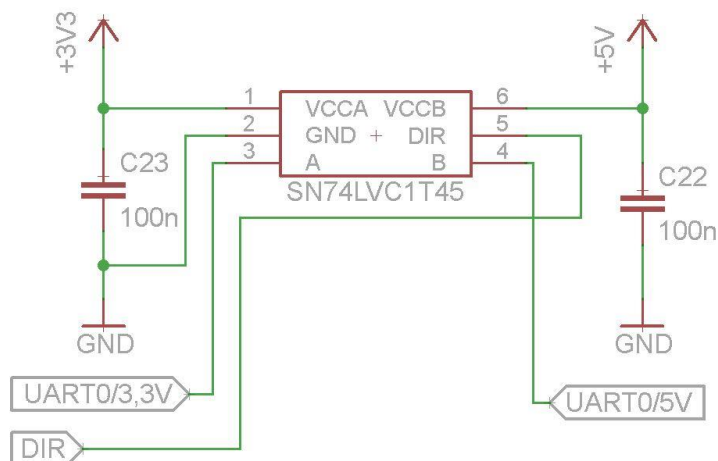 +3V3
+5V
1
VCCA
VCCB
6
2
GND
DIR
5
3
A
B
4
SN74LVC1T45
C23
100n
C22
100n
GND
GND
UART0/3,3V
UART0/5V
DIR